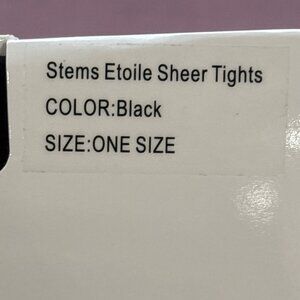 Stems Etoile Sheer Tights
COLOR:Black
SIZE:ONE SIZE